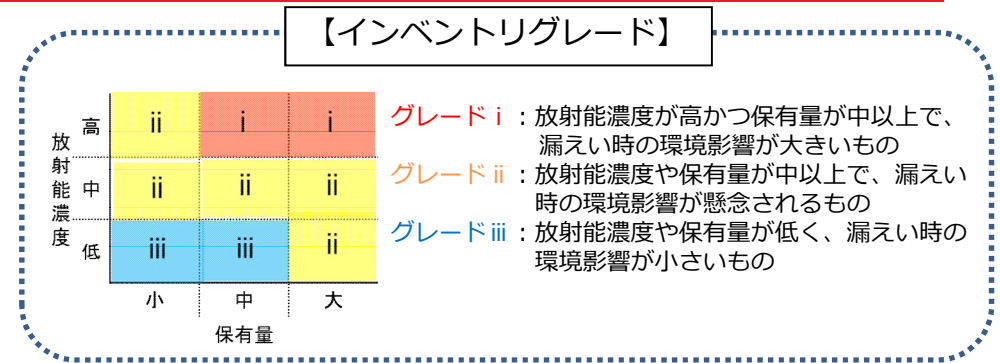 【インベントリグレード】
放射能濃度
高 ii i i
中 ii ii ii
低 iii iii ii
小 中 大
保有量
グレードⅰ：放射能濃度が高かつ保有量が中以上で、
漏えい時の環境影響が大きいもの
グレードⅱ：放射能濃度や保有量が中以上で、漏えい
時の環境影響が懸念されるもの
グレードⅲ：放射能濃度や保有量が低く、漏えい時の
環境影響が小さいもの